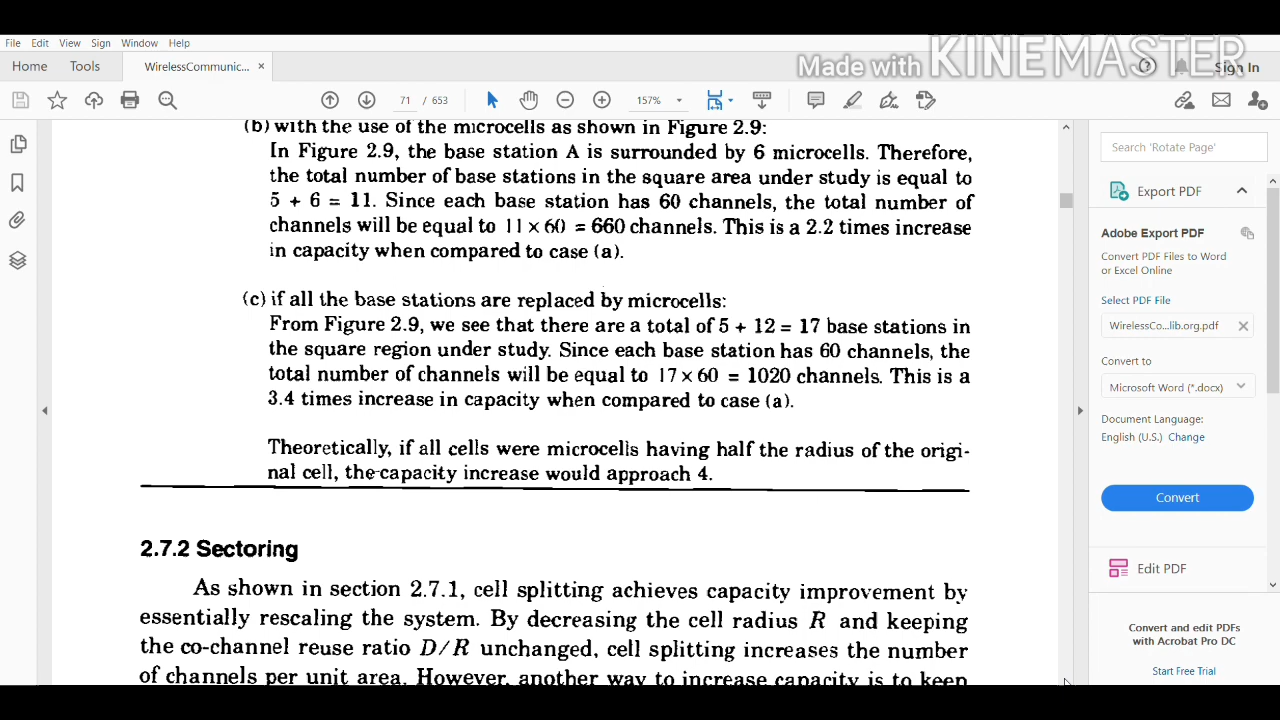 Made with KINEMASTER
File Edit View Sign Window Help
Home Tools WirelessCommunic... × Sign In
71 / 653 157%
(b) with the use of the microcells as shown in Figure 2.9:
In Figure 2.9, the base station A is surrounded by 6 microcells. Therefore,
the total number of base stations in the square area under study is equal to
5 + 6 = 11. Since each base station has 60 channels, the total number of
channels will be equal to 11 × 60 = 660 channels. This is a 2.2 times increase
in capacity when compared to case (a).
(c) if all the base stations are replaced by microcells:
From Figure 2.9, we see that there are a total of 5 + 12 = 17 base stations in
the square region under study. Since each base station has 60 channels, the
total number of channels will be equal to 17 × 60 = 1020 channels. This is a
3.4 times increase in capacity when compared to case (a).
Theoretically, if all cells were microcells having half the radius of the origi-
nal cell, the capacity increase would approach 4.
2.7.2 Sectoring
As shown in section 2.7.1, cell splitting achieves capacity improvement by
essentially rescaling the system. By decreasing the cell radius R and keeping
the co-channel reuse ratio D/R unchanged, cell splitting increases the number
of channels per unit area. However, another way to increase capacity is to keep
Search 'Rotate Page'
Export PDF
Adobe Export PDF
Convert PDF Files to Word
or Excel Online
Select PDF File
WirelessCo...lib.org.pdf ×
Convert to
Microsoft Word (*.docx)
Document Language:
English (U.S.) Change
Convert
Edit PDF
Convert and edit PDFs
with Acrobat Pro DC
Start Free Trial